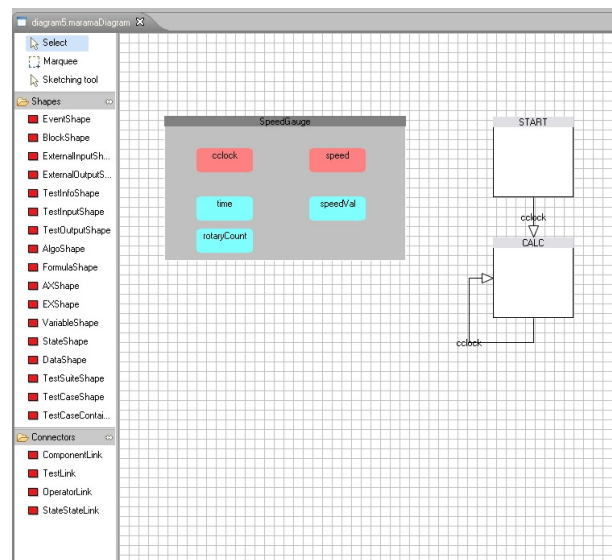 diagram5.maramaDiagram
Select
Marquee
Sketching tool
Shapes
EventShape
BlockShape
ExternalInputSh...
ExternalOutputS...
TestInfoShape
TestInputShape
TestOutputShape
AlgoShape
FormulaShape
AXShape
EXShape
VariableShape
StateShape
DataShape
TestSuiteShape
TestCaseShape
TestCaseContai...
Connectors
ComponentLink
TestLink
OperatorLink
StateStateLink
SpeedGauge
cclock speed
time speedVal
rotaryCount
START
cclock
CALC
cclock